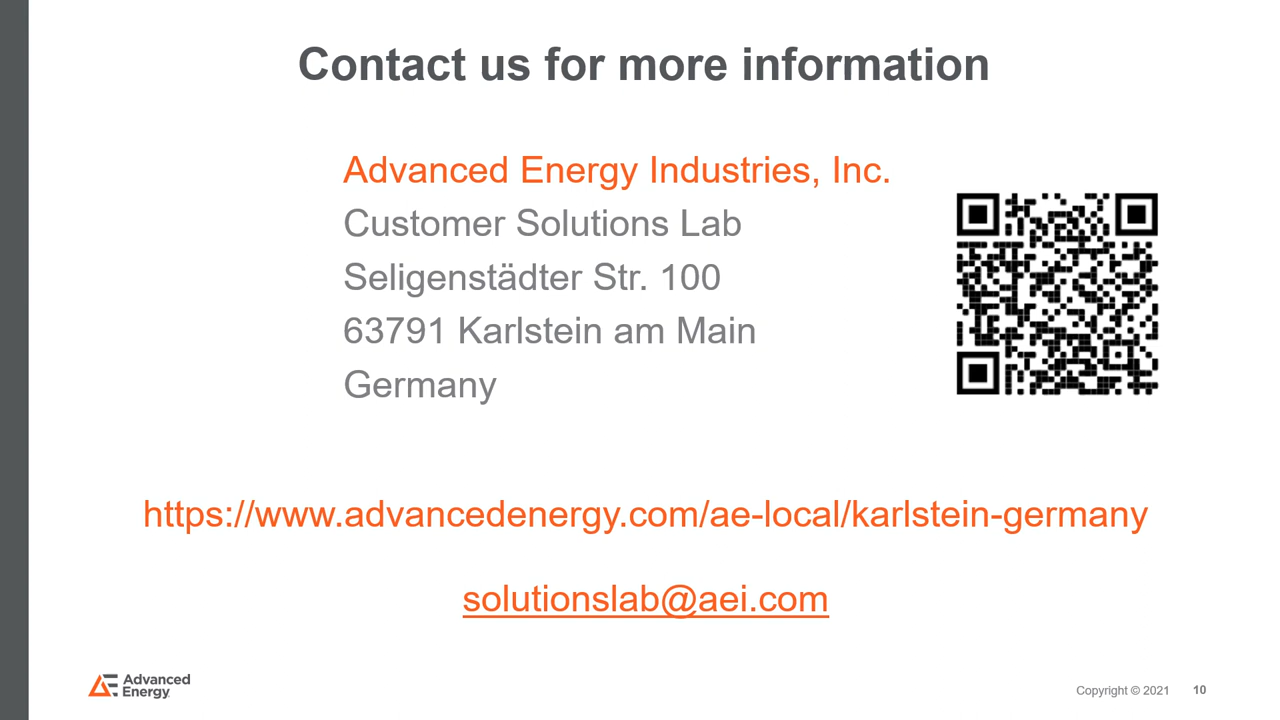 Contact us for more information
Advanced Energy Industries, Inc.
Customer Solutions Lab
Seligenstädter Str. 100
63791 Karlstein am Main
Germany
https://www.advancedenergy.com/ae-local/karlstein-germany
solutionslab@aei.com
Advanced
Energy
Copyright © 2021 10